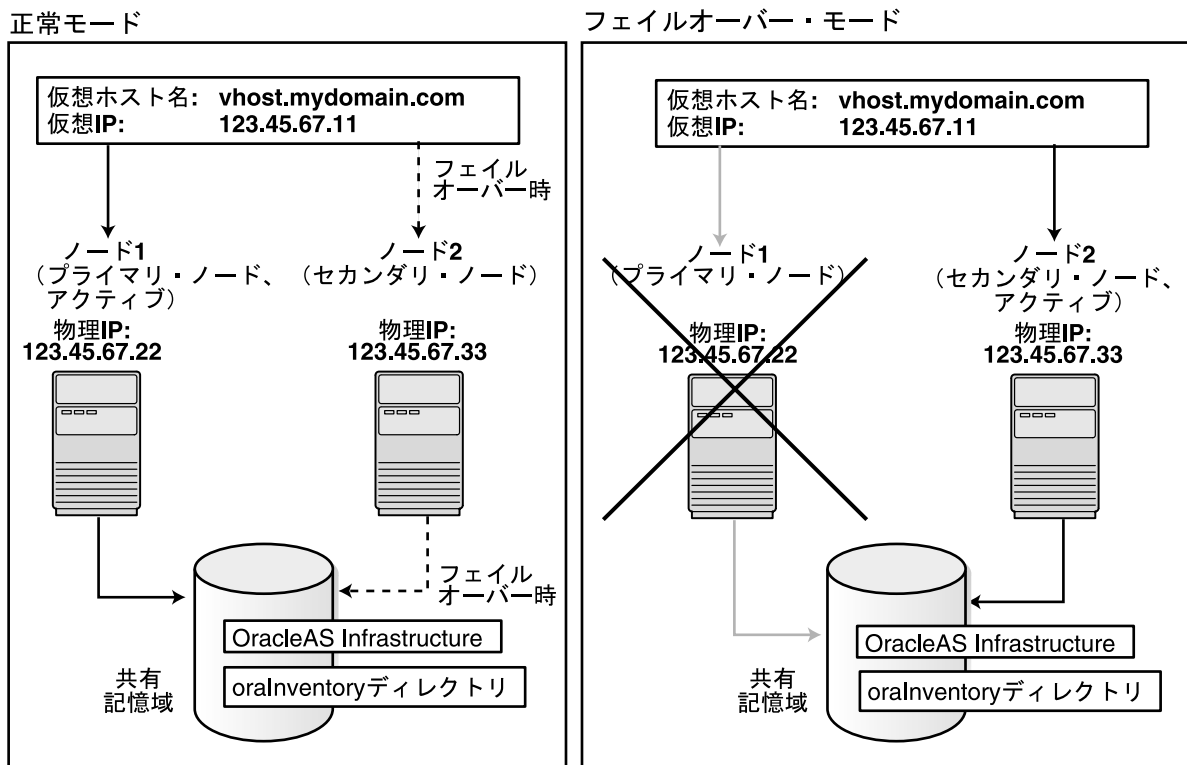 正常モード
仮想ホスト名: vhost.mydomain.com
仮想IP: 123.45.67.11
フェイル
オーバー時
ノード1
（プライマリ・ノード、
アクティブ）
物理IP:
123.45.67.22
ノード2
（セカンダリ・ノード）
物理IP:
123.45.67.33
フェイル
オーバー時
OracleAS Infrastructure
oraInventoryディレクトリ
共有
記憶域
フェイルオーバー・モード
仮想ホスト名: vhost.mydomain.com
仮想IP: 123.45.67.11
ノード1
（プライマリ・ノード）
物理IP:
123.45.67.22
ノード2
（セカンダリ・ノード、
アクティブ）
物理IP:
123.45.67.33
OracleAS Infrastructure
oraInventoryディレクトリ
共有
記憶域